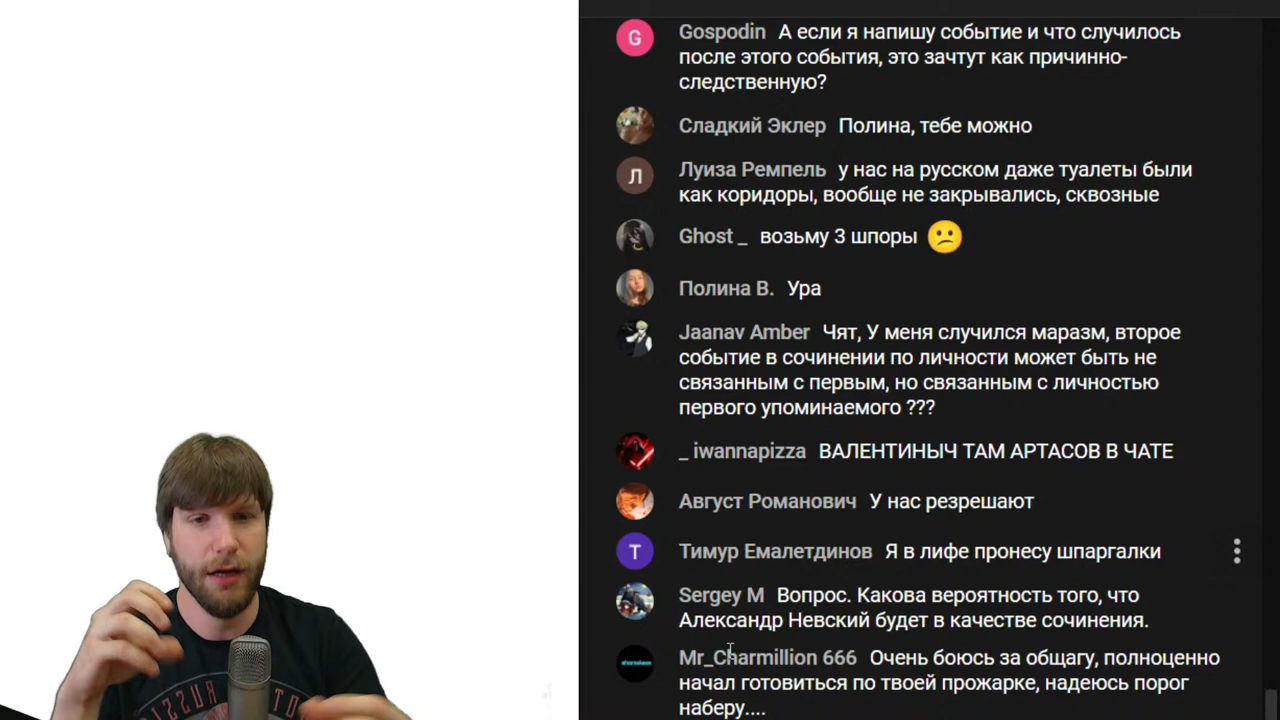 Gospodin А если я напишу событие и что случилось
после этого события, это зачтут как причинно-
следственную?
Сладкий Эклер Полина, тебе можно
Луиза Ремпель у нас на русском даже туалеты были
как коридоры, вообще не закрывались, сквозные
Ghost _ возьму 3 шпоры
Полина В. Ура
Jaanav Amber Чят, У меня случился маразм, второе
событие в сочинении по личности может быть не
связанным с первым, но связанным с личностью
первого упоминаемого ???
_ iwannapizza ВАЛЕНТИНЫЧ ТАМ АРТАСОВ В ЧАТЕ
Август Романович У нас резрешают
Тимур Емалетдинов Я в лифе пронесу шпаргалки
Sergey M Вопрос. Какова вероятность того, что
Александр Невский будет в качестве сочинения.
Mr_Charmillion 666 Очень боюсь за общагу, полноценно
начал готовиться по твоей прожарке, надеюсь порог
наберу....
G
Л
Т